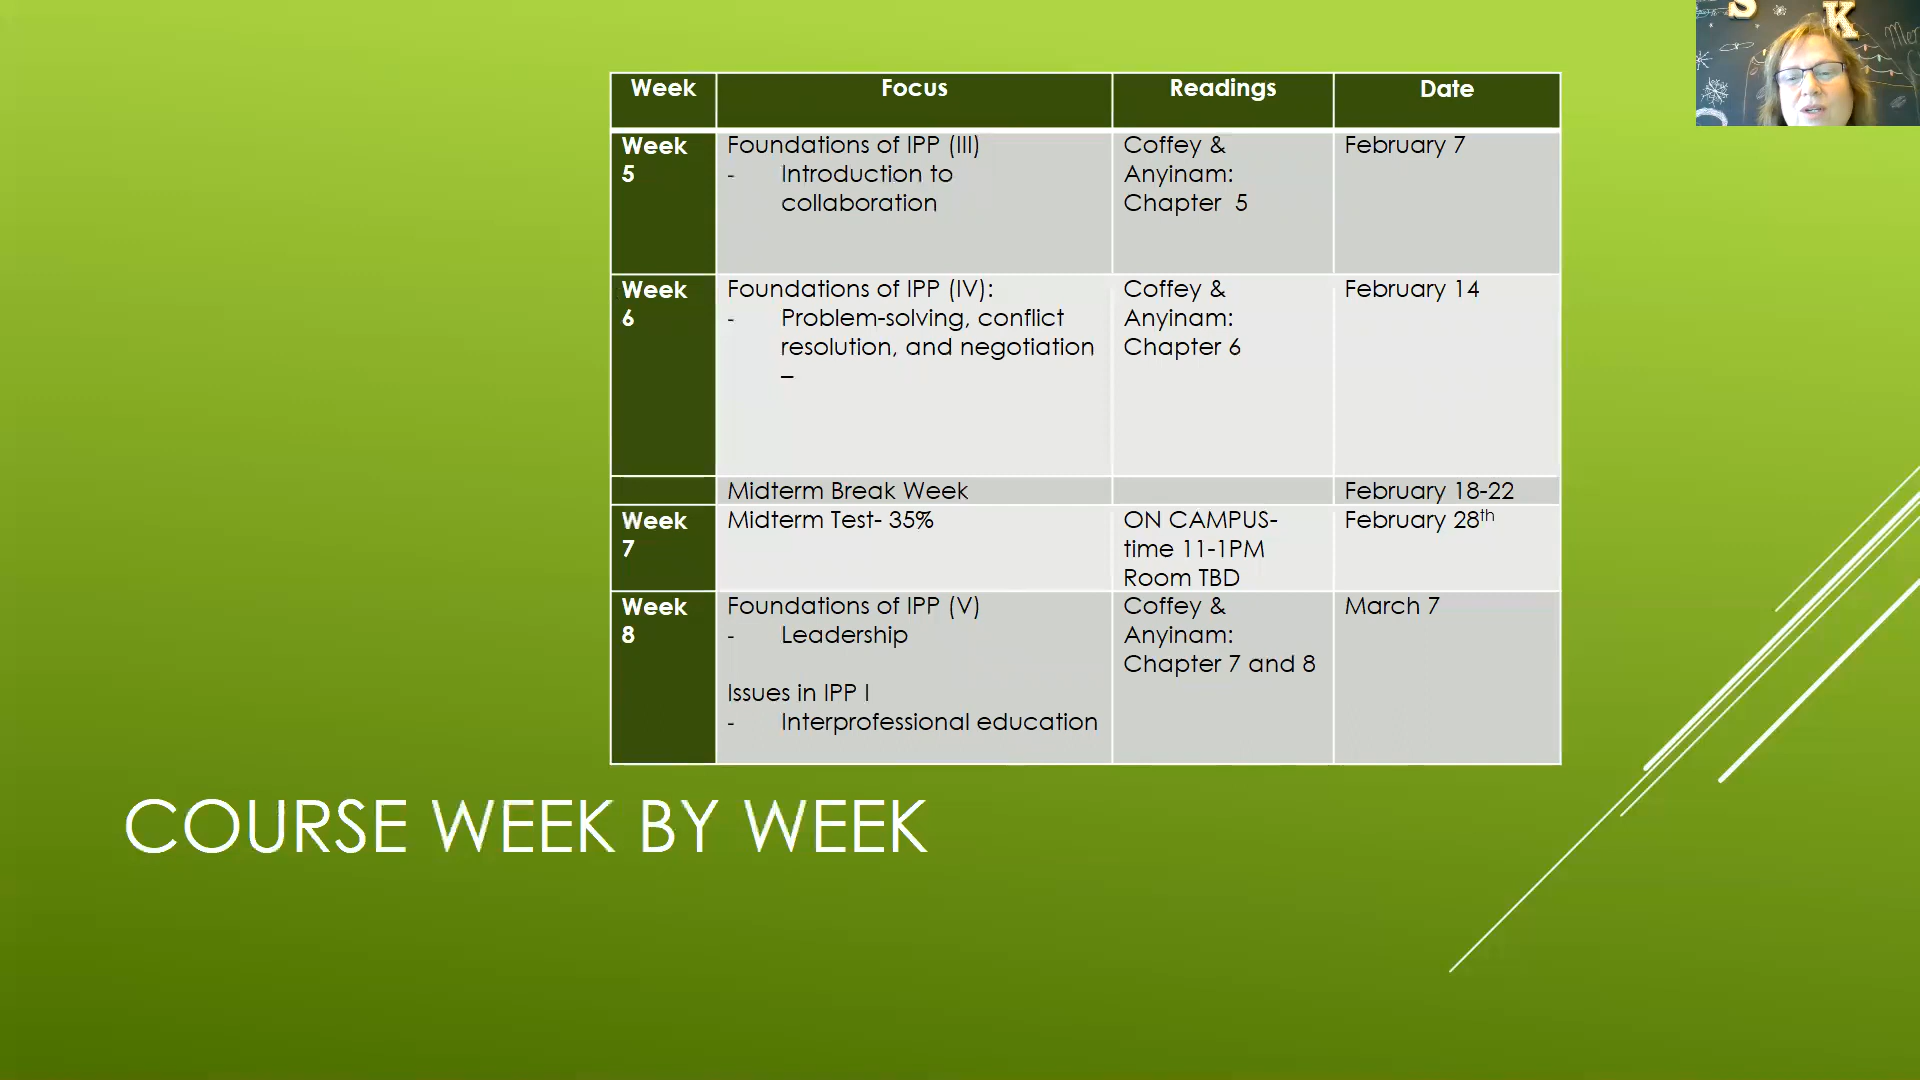 S K
Week Focus Readings Date
Week
5
Foundations of IPP (III)
- Introduction to
collaboration
Coffey &
Anyinam:
Chapter 5
February 7
Week
6
Foundations of IPP (IV):
- Problem-solving, conflict
resolution, and negotiation
–
Coffey &
Anyinam:
Chapter 6
February 14
Midterm Break Week
February 18-22
Week
7
Midterm Test- 35%
ON CAMPUS-
time 11-1PM
Room TBD
February 28th
Week
8
Foundations of IPP (V)
- Leadership
Issues in IPP I
- Interprofessional education
Coffey &
Anyinam:
Chapter 7 and 8
March 7
COURSE WEEK BY WEEK